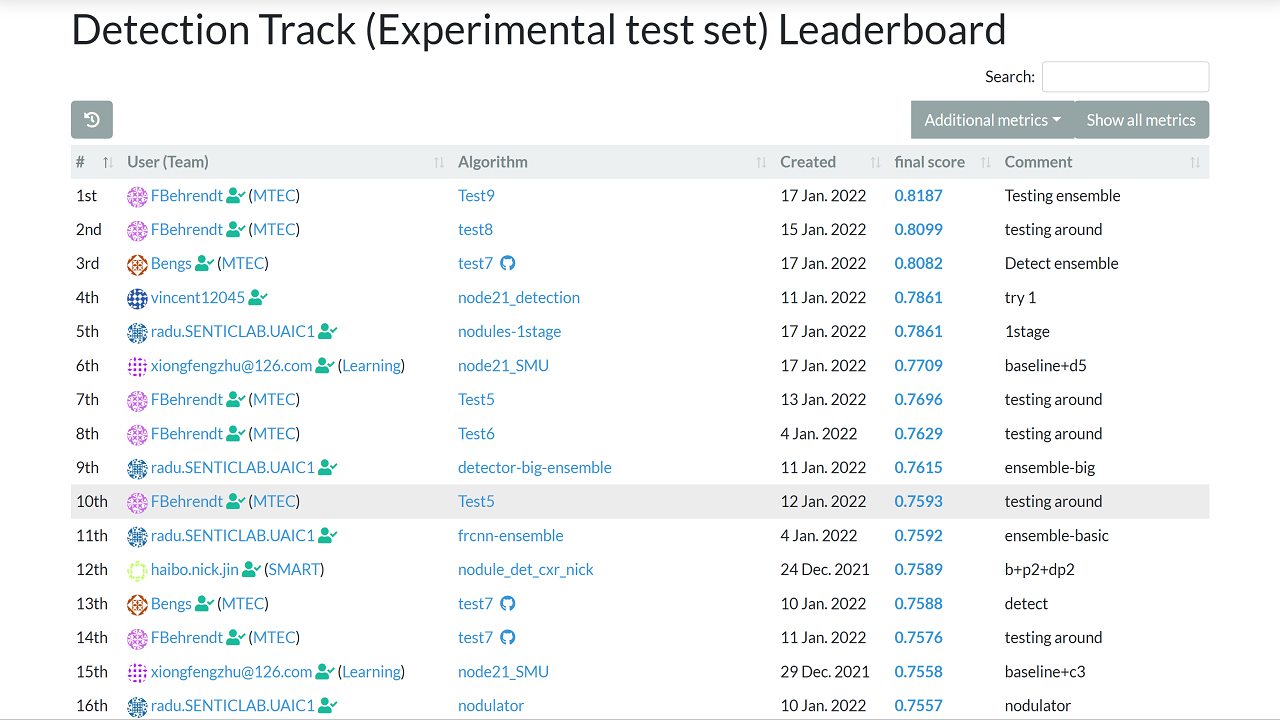 Detection Track (Experimental test set) Leaderboard
Search:
Additional metrics Show all metrics
# User (Team) Algorithm Created final score Comment
1st FBehrendt (MTEC) Test9 17 Jan. 2022 0.8187 Testing ensemble
2nd FBehrendt (MTEC) test8 15 Jan. 2022 0.8099 testing around
3rd Bengs (MTEC) test7 17 Jan. 2022 0.8082 Detect ensemble
4th vincent12045 node21_detection 11 Jan. 2022 0.7861 try 1
5th radu.SENTICLAB.UAIC1 nodules-1stage 17 Jan. 2022 0.7861 1stage
6th xiongfengzhu@126.com (Learning) node21_SMU 17 Jan. 2022 0.7709 baseline+d5
7th FBehrendt (MTEC) Test5 13 Jan. 2022 0.7696 testing around
8th FBehrendt (MTEC) Test6 4 Jan. 2022 0.7629 testing around
9th radu.SENTICLAB.UAIC1 detector-big-ensemble 11 Jan. 2022 0.7615 ensemble-big
10th FBehrendt (MTEC) Test5 12 Jan. 2022 0.7593 testing around
11th radu.SENTICLAB.UAIC1 frcnn-ensemble 4 Jan. 2022 0.7592 ensemble-basic
12th haibo.nick.jin (SMART) nodule_det_cxr_nick 24 Dec. 2021 0.7589 b+p2+dp2
13th Bengs (MTEC) test7 10 Jan. 2022 0.7588 detect
14th FBehrendt (MTEC) test7 11 Jan. 2022 0.7576 testing around
15th xiongfengzhu@126.com (Learning) node21_SMU 29 Dec. 2021 0.7558 baseline+c3
16th radu.SENTICLAB.UAIC1 nodulator 10 Jan. 2022 0.7557 nodulator